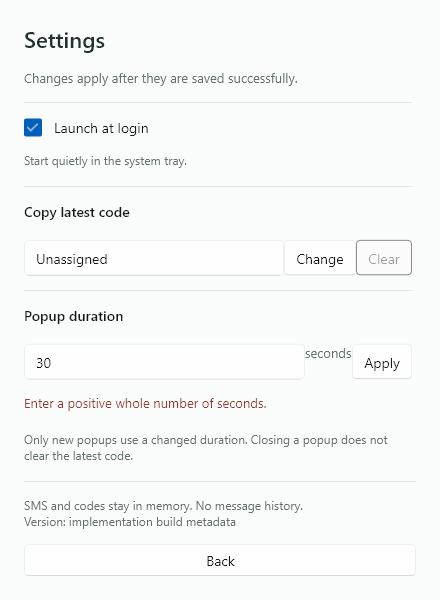 Settings
Changes apply after they are saved successfully.
Launch at login
Start quietly in the system tray.
Copy latest code
Unassigned Change Clear
Popup duration
30 seconds Apply
Enter a positive whole number of seconds.
Only new popups use a changed duration. Closing a popup does not
clear the latest code.
SMS and codes stay in memory. No message history.
Version: implementation build metadata
Back